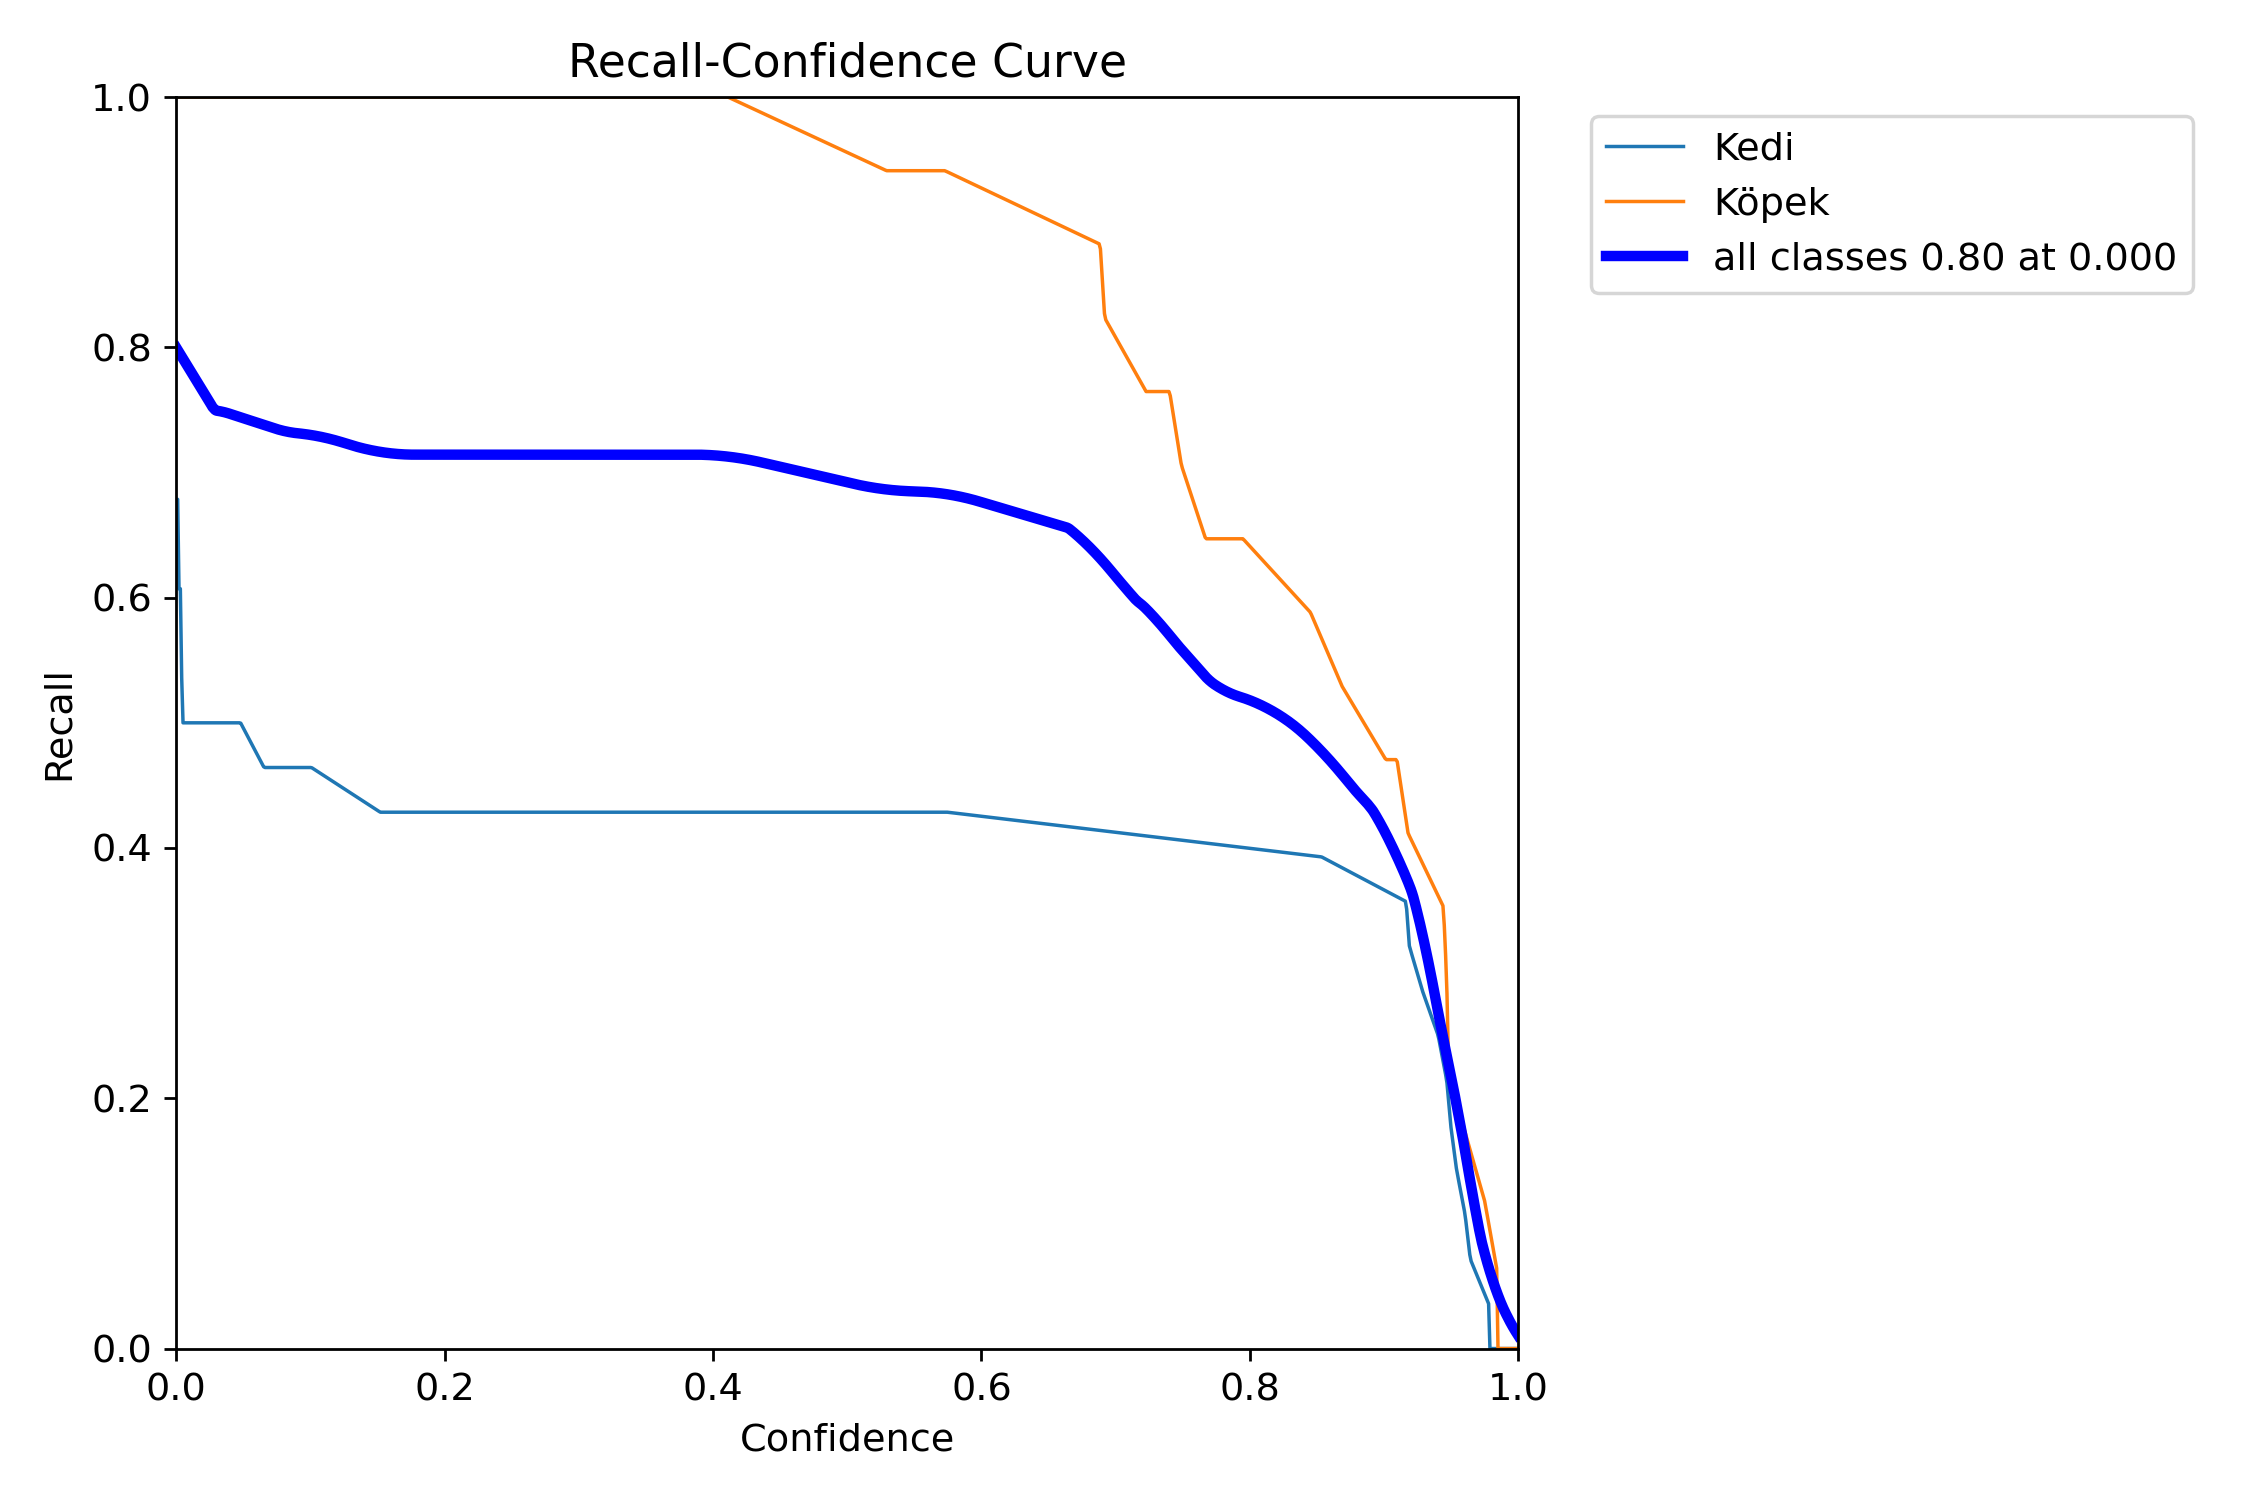 Recall-Confidence Curve
Kedi
Köpek
all classes 0.80 at 0.000
1.0
0.8
0.6
0.4
0.2
0.0
Recall
0.0 0.2 0.4 0.6 0.8 1.0
Confidence